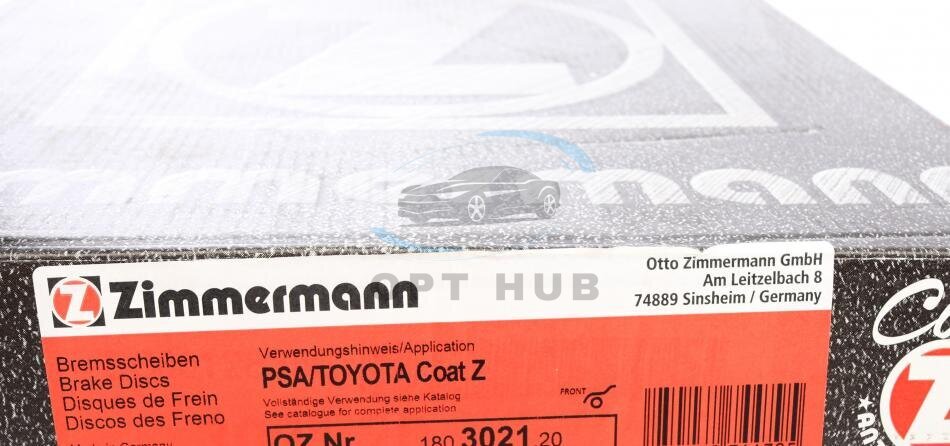 Zimmermann
Otto Zimmermann GmbH
Am Leitzelbach 8
74889 Sinsheim / Germany
OPT HUB
Bremsscheiben
Brake Discs
Disques de Frein
Discos des Freno
Verwendungshinweis/Application
PSA/TOYOTA Coat Z
Vollständige Verwendung siehe Katalog
See catalogue for complete application
FRONT
OZ Nr. 180 3021 20